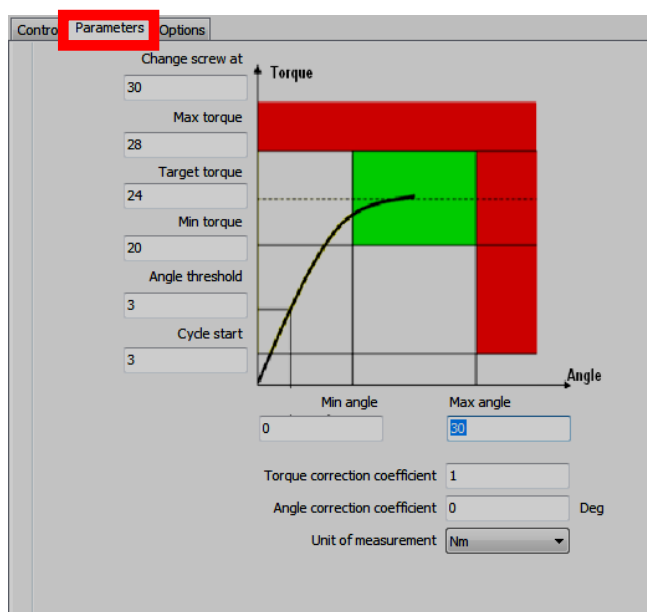 Contro Parameters Options
Change screw at
Torque
30
Max torque
28
Target torque
24
Min torque
20
Angle threshold
3
Cycle start
3
Angle
Min angle Max angle
0 30
Torque correction coefficient 1
Angle correction coefficient 0 Deg
Unit of measurement Nm